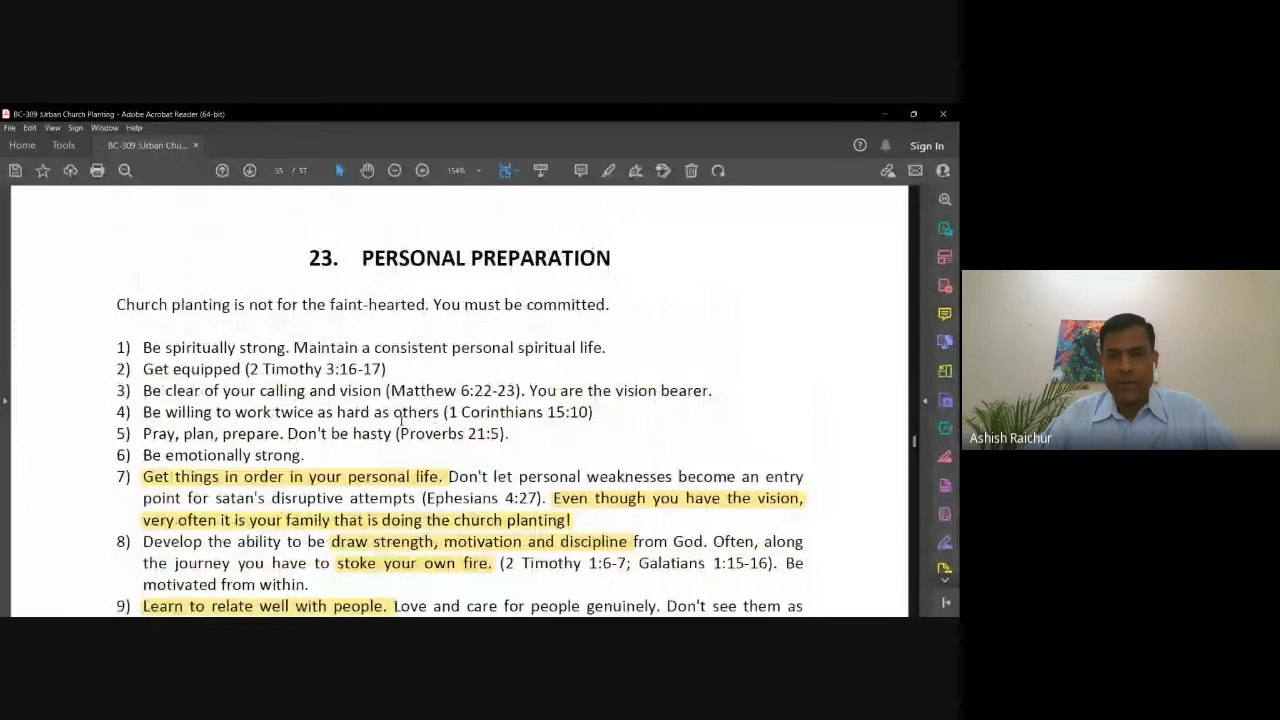 BC-309 :Urban Church Planting - Adobe Acrobat Reader (64-bit)
File Edit View Sign Window Help
Home Tools BC-309 :Urban Chu... × Sign In
35 / 57 154%
23. PERSONAL PREPARATION
Church planting is not for the faint-hearted. You must be committed.
1) Be spiritually strong. Maintain a consistent personal spiritual life.
2) Get equipped (2 Timothy 3:16-17)
3) Be clear of your calling and vision (Matthew 6:22-23). You are the vision bearer.
4) Be willing to work twice as hard as others (1 Corinthians 15:10)
5) Pray, plan, prepare. Don't be hasty (Proverbs 21:5).
6) Be emotionally strong.
7) Get things in order in your personal life. Don't let personal weaknesses become an entry
point for satan's disruptive attempts (Ephesians 4:27). Even though you have the vision,
very often it is your family that is doing the church planting!
8) Develop the ability to be draw strength, motivation and discipline from God. Often, along
the journey you have to stoke your own fire. (2 Timothy 1:6-7; Galatians 1:15-16). Be
motivated from within.
9) Learn to relate well with people. Love and care for people genuinely. Don't see them as
Ashish Raichur